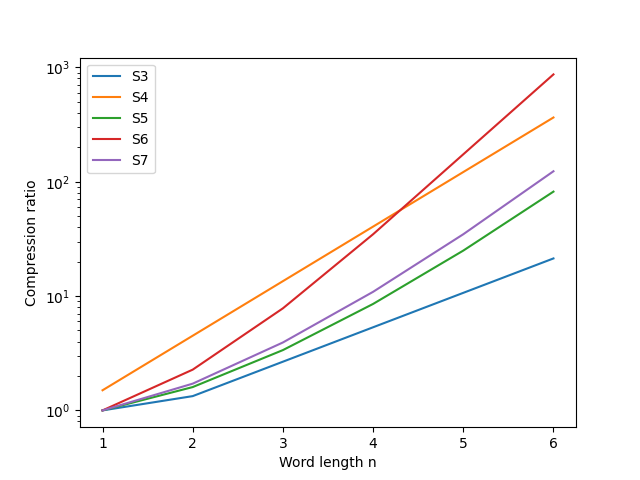 S3
S4
S5
S6
S7
10³
10²
10¹
10⁰
Compression ratio
1 2 3 4 5 6
Word length n